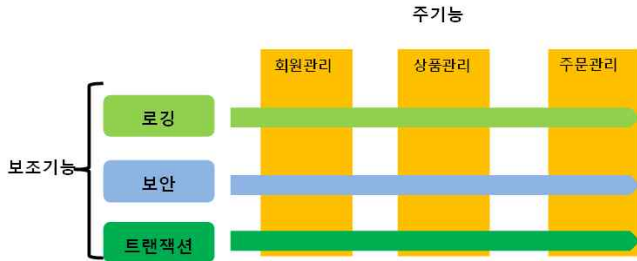 주기능
회원관리
상품관리
주문관리
로깅
보조기능
보안
트랜잭션